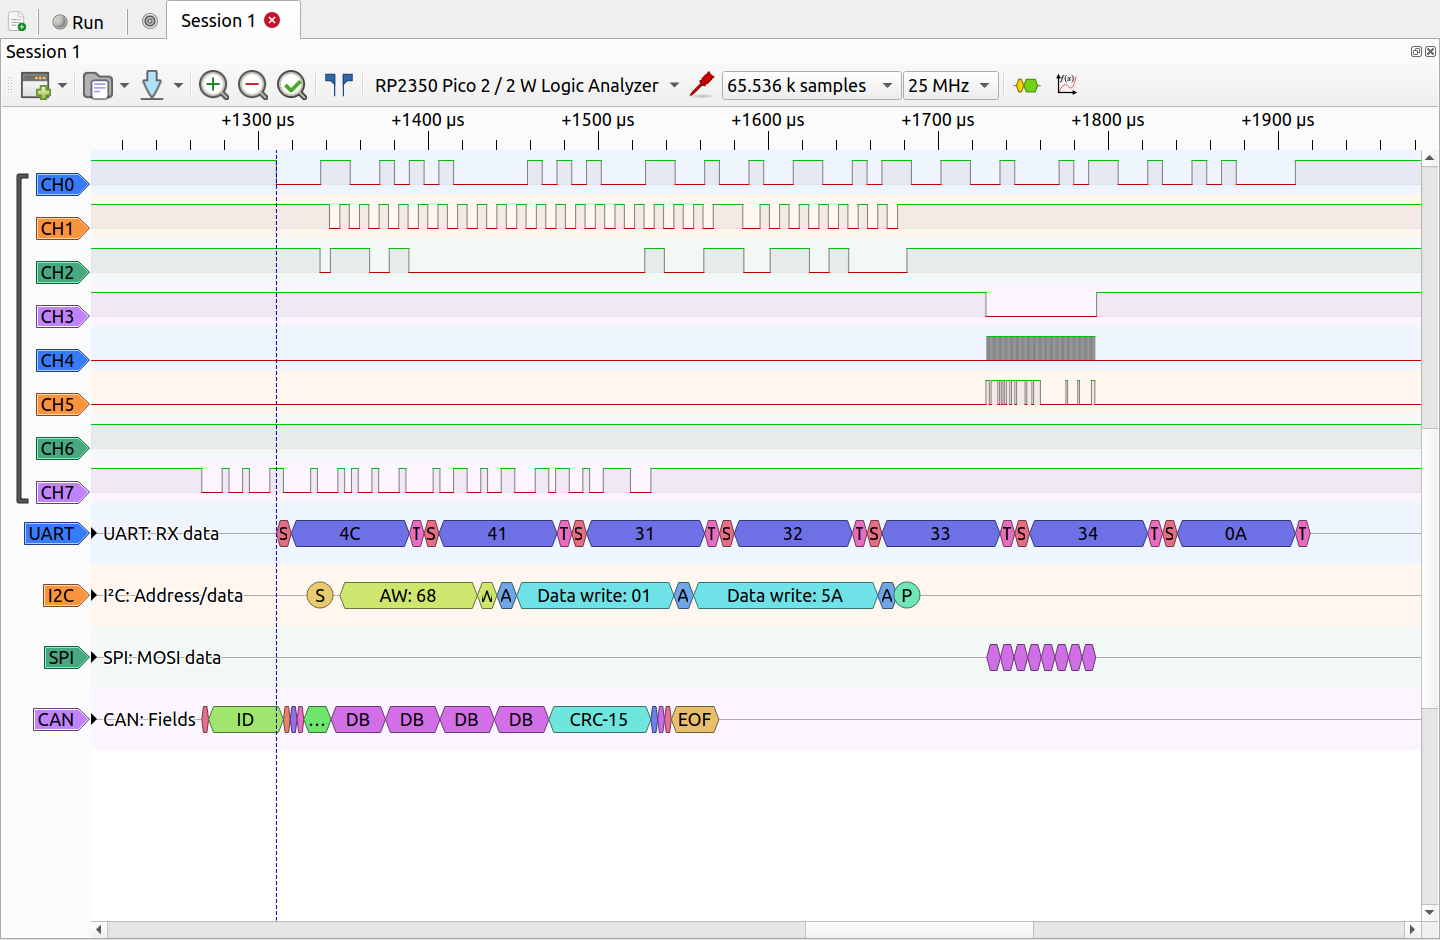 Run
Session 1
Session 1
RP2350 Pico 2 / 2 W Logic Analyzer
65.536 k samples
25 MHz
f(x)
+1300 µs +1400 µs +1500 µs +1600 µs +1700 µs +1800 µs +1900 µs
CH0
CH1
CH2
CH3
CH4
CH5
CH6
CH7
UART UART: RX data S 4C T S 41 T S 31 T S 32 T S 33 T S 34 T S 0A T
I2C I²C: Address/data S AW: 68 W A Data write: 01 A Data write: 5A A P
SPI SPI: MOSI data
CAN CAN: Fields ID ... DB DB DB DB CRC-15 EOF